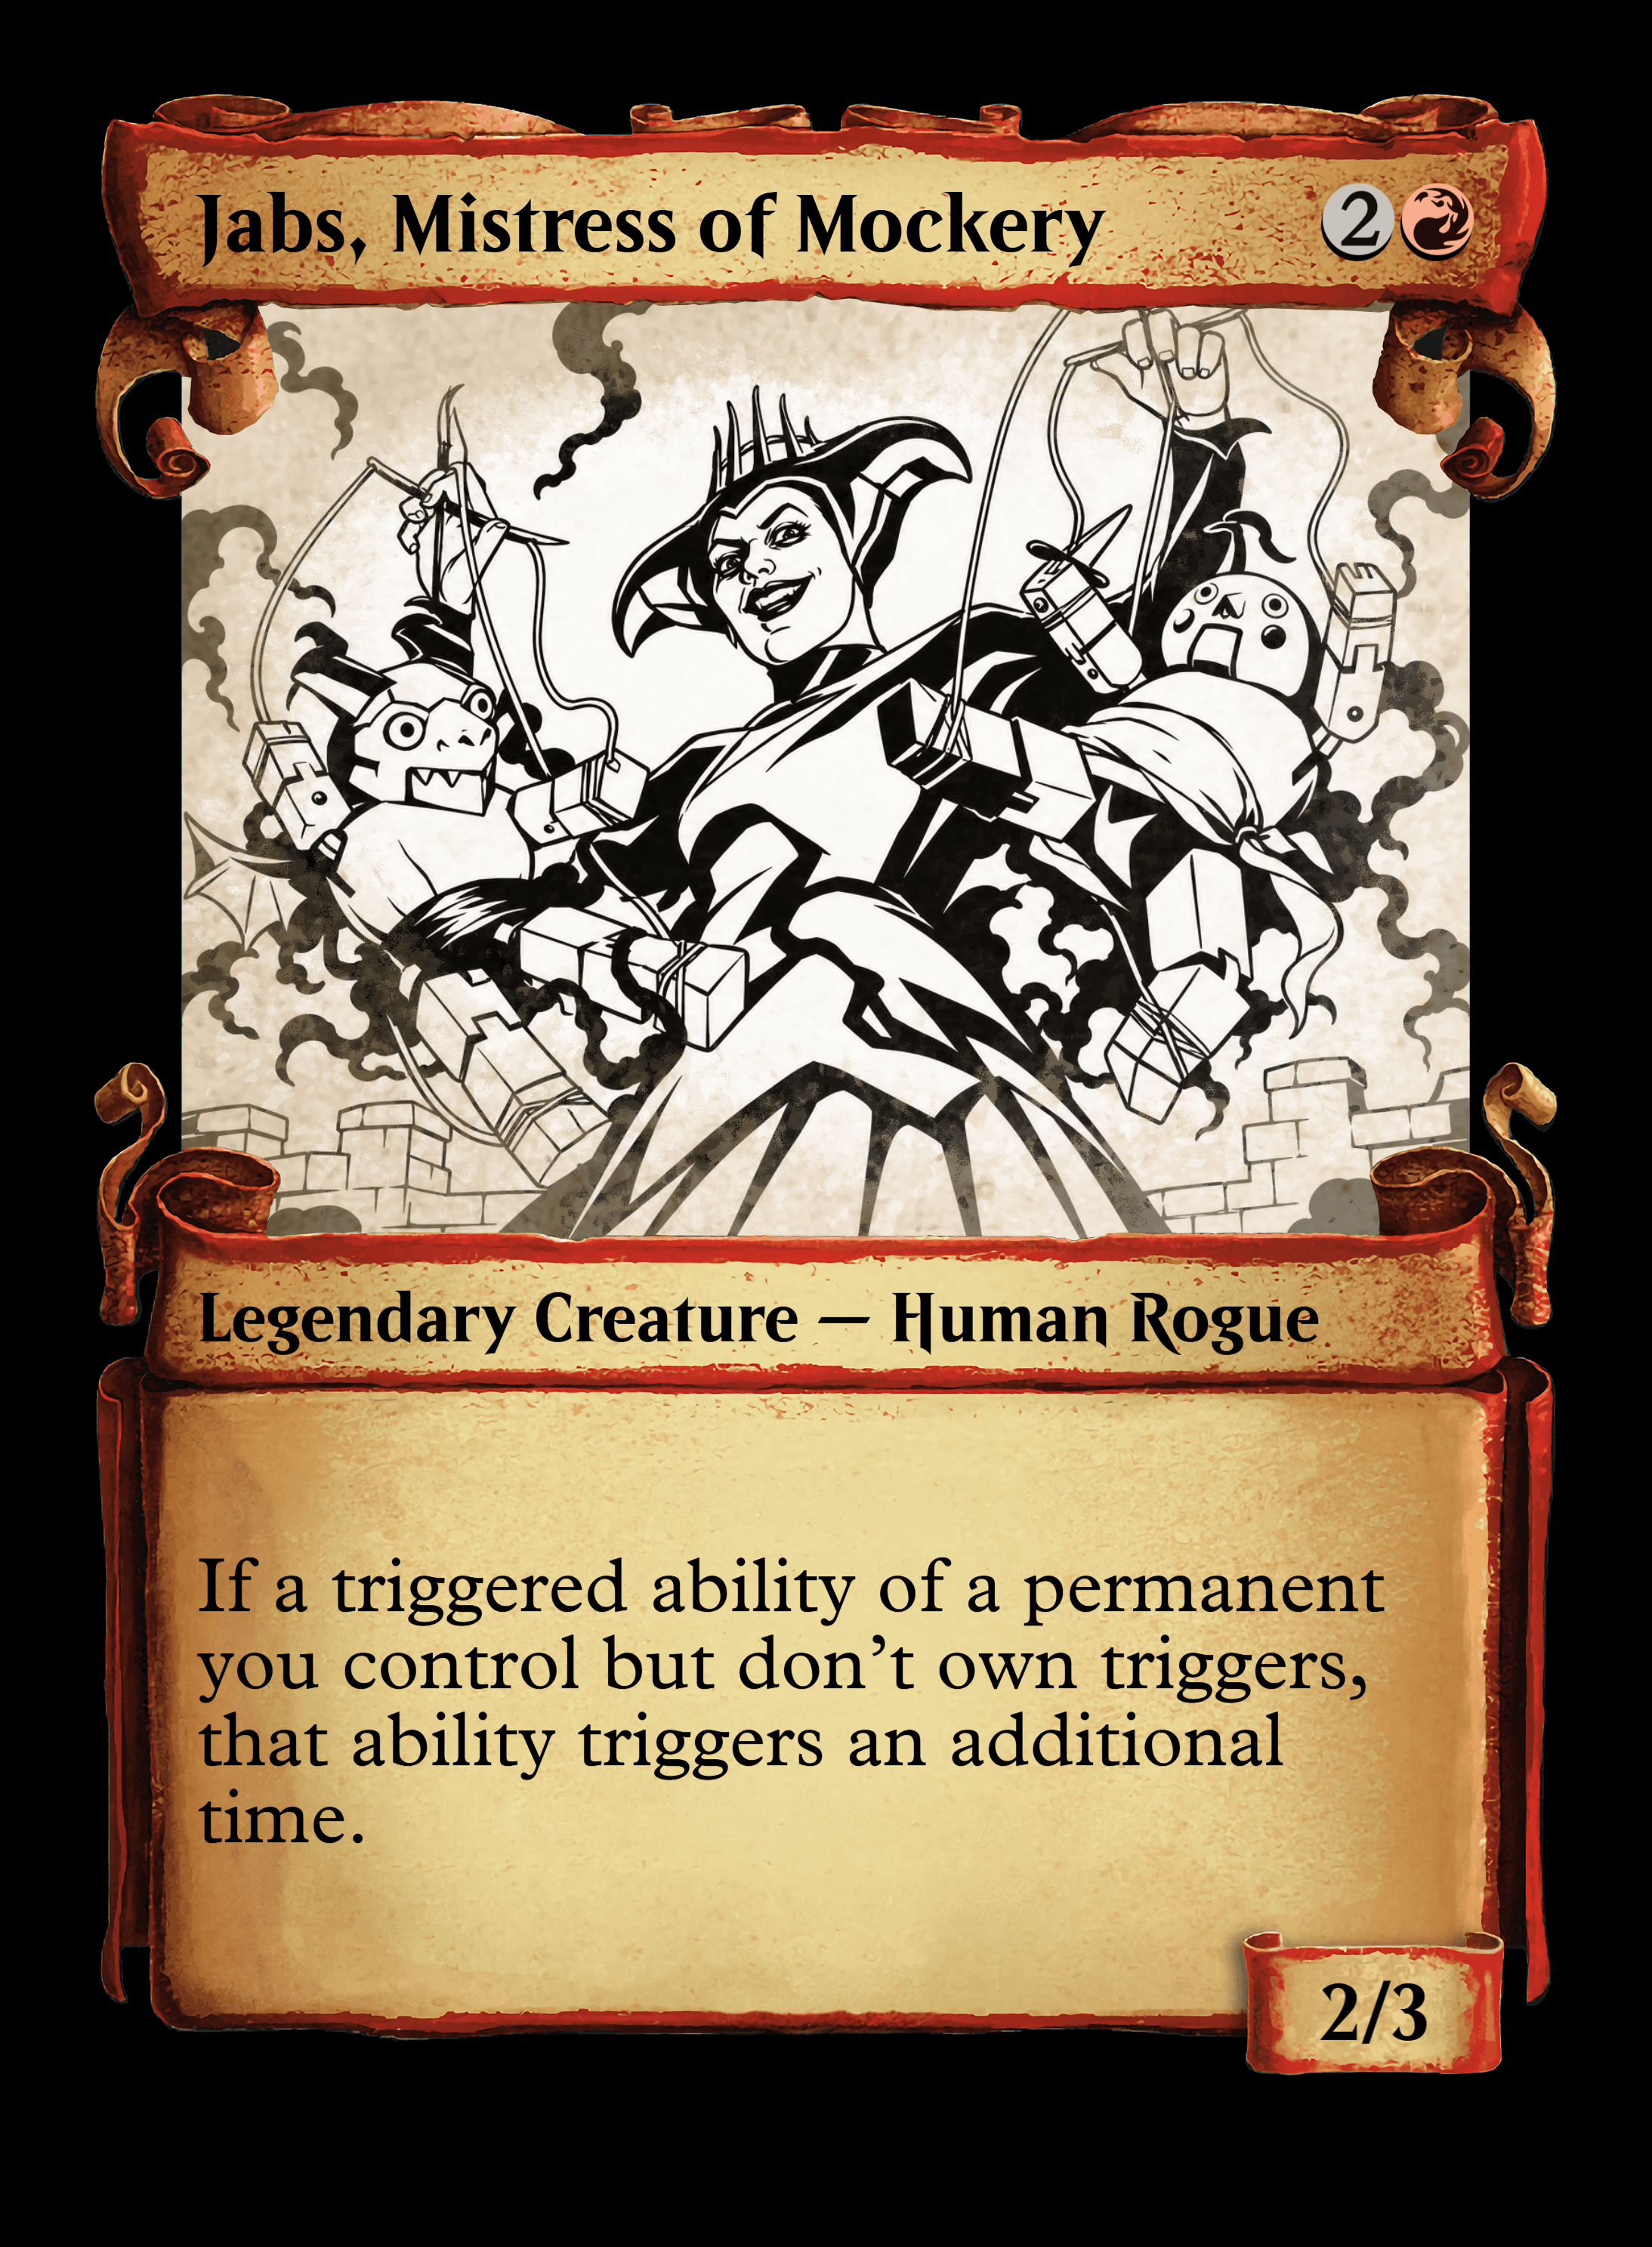 Jabs, Mistress of Mockery 2
Legendary Creature — Human Rogue
If a triggered ability of a permanent
you control but don’t own triggers,
that ability triggers an additional
time.
2/3